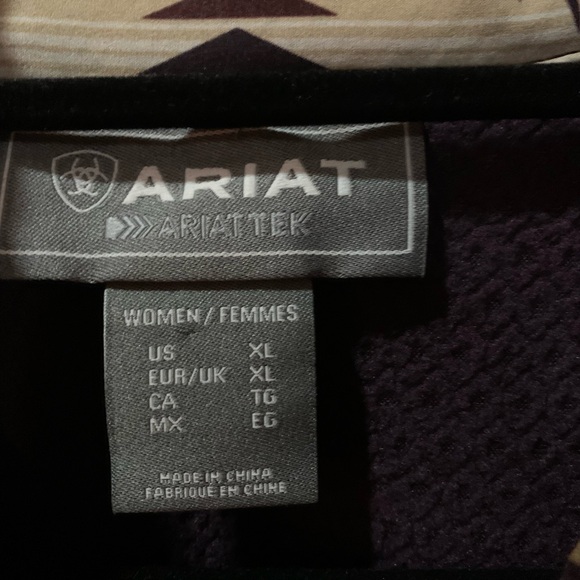 ARIAT
ARIATTEK
WOMEN / FEMMES
US XL
EUR/UK XL
CA TG
MX EG
MADE IN CHINA
FABRIQUE EN CHINE